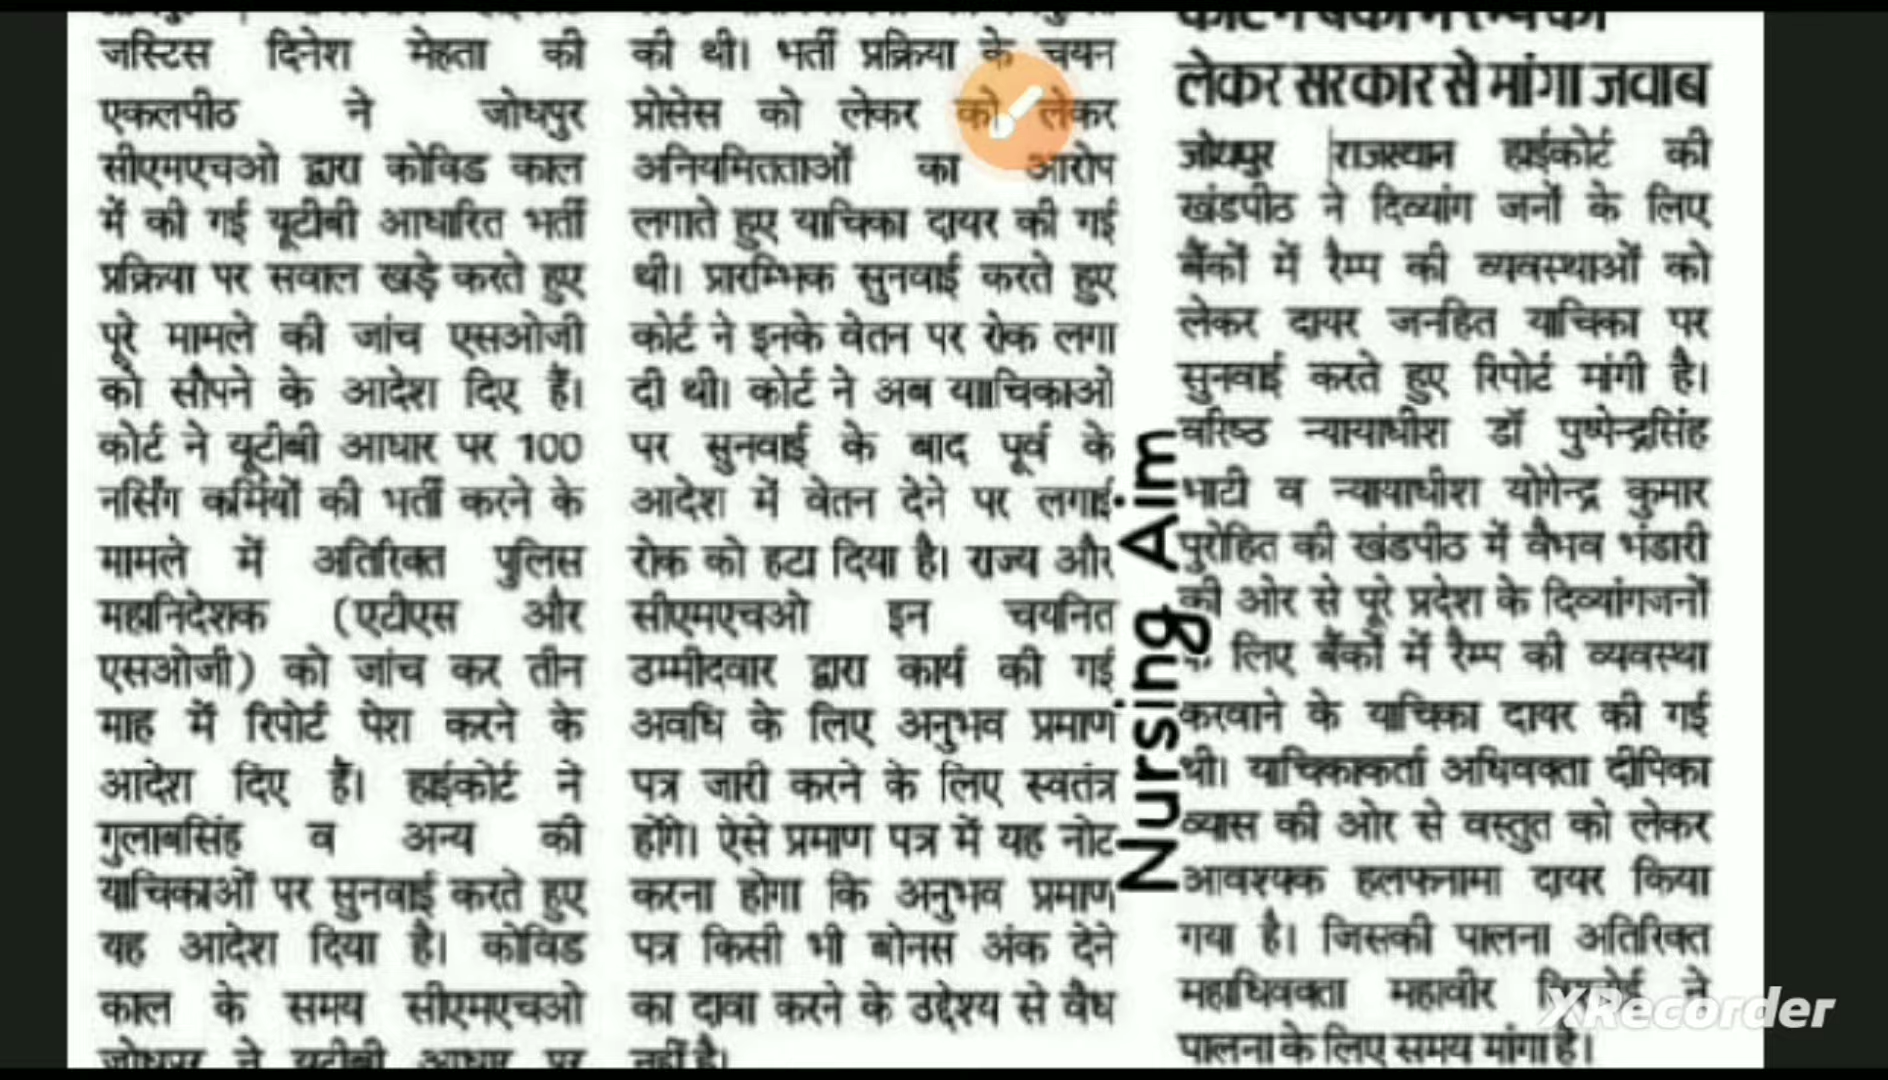 जस्टिस दिनेश मेहता की
एकलपीठ ने जोधपुर
सीएमएचओ द्वारा कोविड काल
में की गई यूटीबी आधारित भर्ती
प्रक्रिया पर सवाल खड़े करते हुए
पूरे मामले की जांच एसओजी
को सौपने के आदेश दिए हैं।
कोर्ट ने यूटीबी आधार पर 100
नर्सिंग कर्मियों की भर्ती करने के
मामले में अतिरिक्त पुलिस
महानिदेशक (एटीएस और
एसओजी) को जांच कर तीन
माह में रिपोर्ट पेश करने के
आदेश दिए हैं। हाईकोर्ट ने
गुलाबसिंह व अन्य की
याचिकाओं पर सुनवाई करते हुए
यह आदेश दिया है। कोविड
काल के समय सीएमएचओ
जोधपुर ने यूटीबी आधार पर
की थी। भर्ती प्रक्रिया के चयन
प्रोसेस को लेकर को लेकर
अनियमितताओं का आरोप
लगाते हुए याचिका दायर की गई
थी। प्रारम्भिक सुनवाई करते हुए
कोर्ट ने इनके वेतन पर रोक लगा
दी थी। कोर्ट ने अब यााचिकाओ
पर सुनवाई के बाद पूर्व के
आदेश में वेतन देने पर लगाई
रोक को हटा दिया है। राज्य और
सीएमएचओ इन चयनित
उम्मीदवार द्वारा कार्य की गई
अवधि के लिए अनुभव प्रमाण
पत्र जारी करने के लिए स्वतंत्र
होंगे। ऐसे प्रमाण पत्र में यह नोट
करना होगा कि अनुभव प्रमाण
पत्र किसी भी बोनस अंक देने
का दावा करने के उद्देश्य से वैध
नहीं है।
लेकर सरकार से मांगा जवाब
जोधपुर राजस्थान हाईकोर्ट की
खंडपीठ ने दिव्यांग जनों के लिए
बैंकों में रैम्प की व्यवस्थाओं को
लेकर दायर जनहित याचिका पर
सुनवाई करते हुए रिपोर्ट मांगी है।
वरिष्ठ न्यायाधीश डॉ पुष्पेन्द्रसिंह
भाटी व न्यायाधीश योगेन्द्र कुमार
पुरोहित की खंडपीठ में वैभव भंडारी
की ओर से पूरे प्रदेश के दिव्यांगजनों
लिए बैंकों में रैम्प की व्यवस्था
करवाने के याचिका दायर की गई
थी। याचिकाकर्ता अधिवक्ता दीपिका
व्यास की ओर से वस्तुत को लेकर
आवश्यक हलफनामा दायर किया
गया है। जिसकी पालना अतिरिक्त
महाधिवक्ता महावीर ने
पालना के लिए समय मांगा है।
Nursing Aim
XRecorder